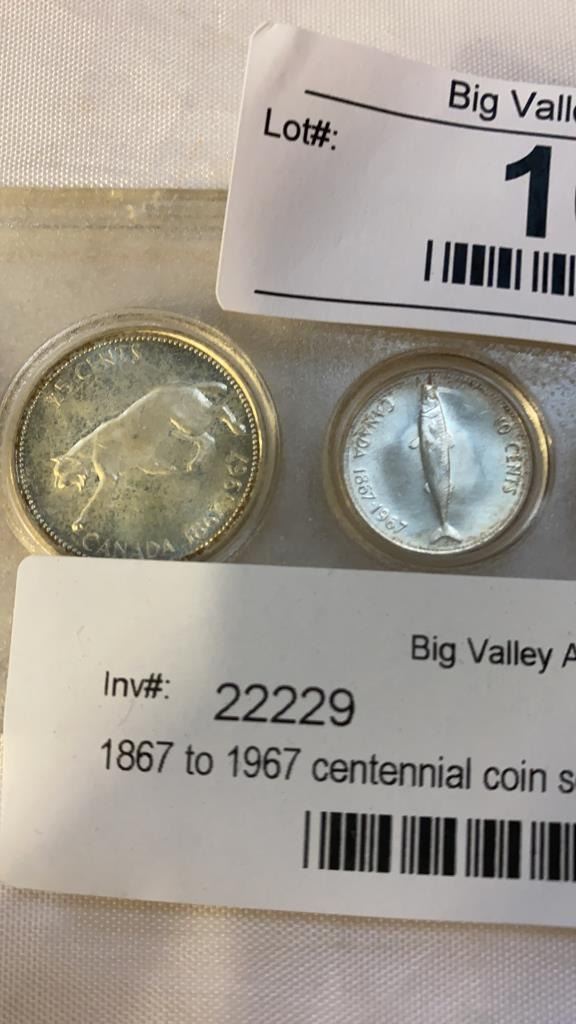 Big Valle
Lot#:
1
25 CENTS
CANADA 1867 1967
CANADA 1867 1967
10 CENTS
Big Valley A
Inv#: 22229
1867 to 1967 centennial coin s